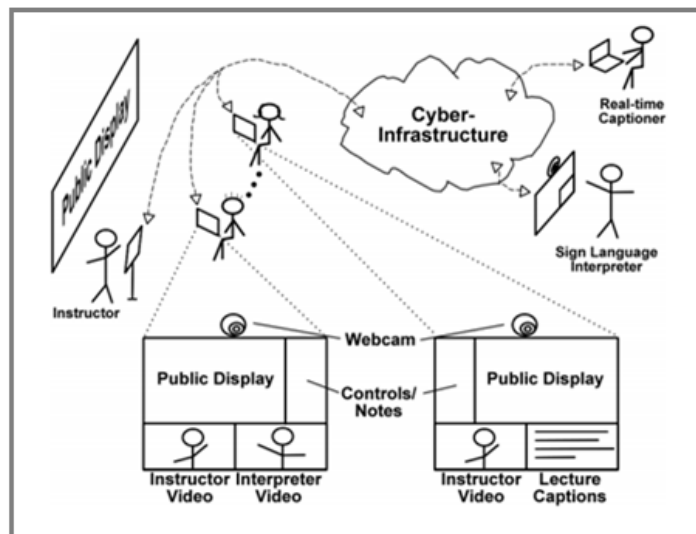 Public Display
Cyber-
Infrastructure
Real-time
Captioner
Sign Language
Interpreter
Instructor
Webcam
Public Display
Controls/
Notes
Public Display
Instructor
Video
Interpreter
Video
Instructor
Video
Lecture
Captions